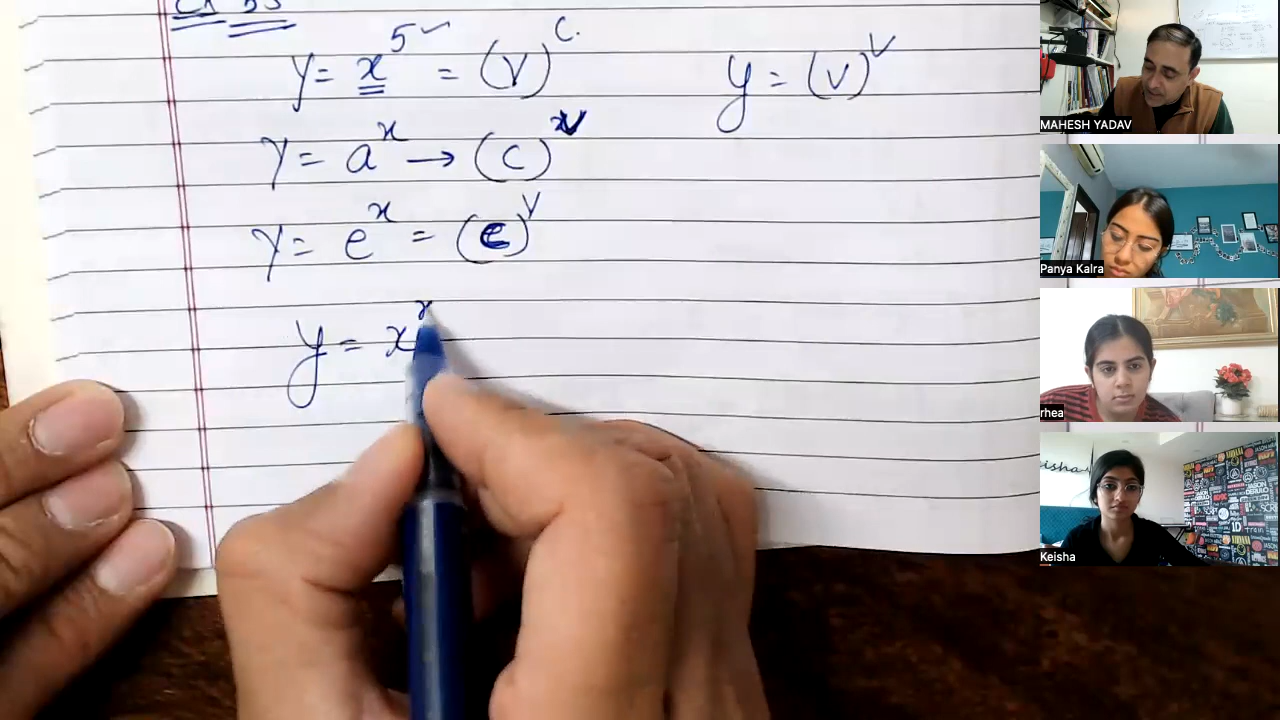 y = x^5 = (V)^C.
y = (V)^V
y = a^x → (C)^V
y = e^x = (C)^V
y = x^x
MAHESH YADAV
Panya Kalra
rhea
Keisha